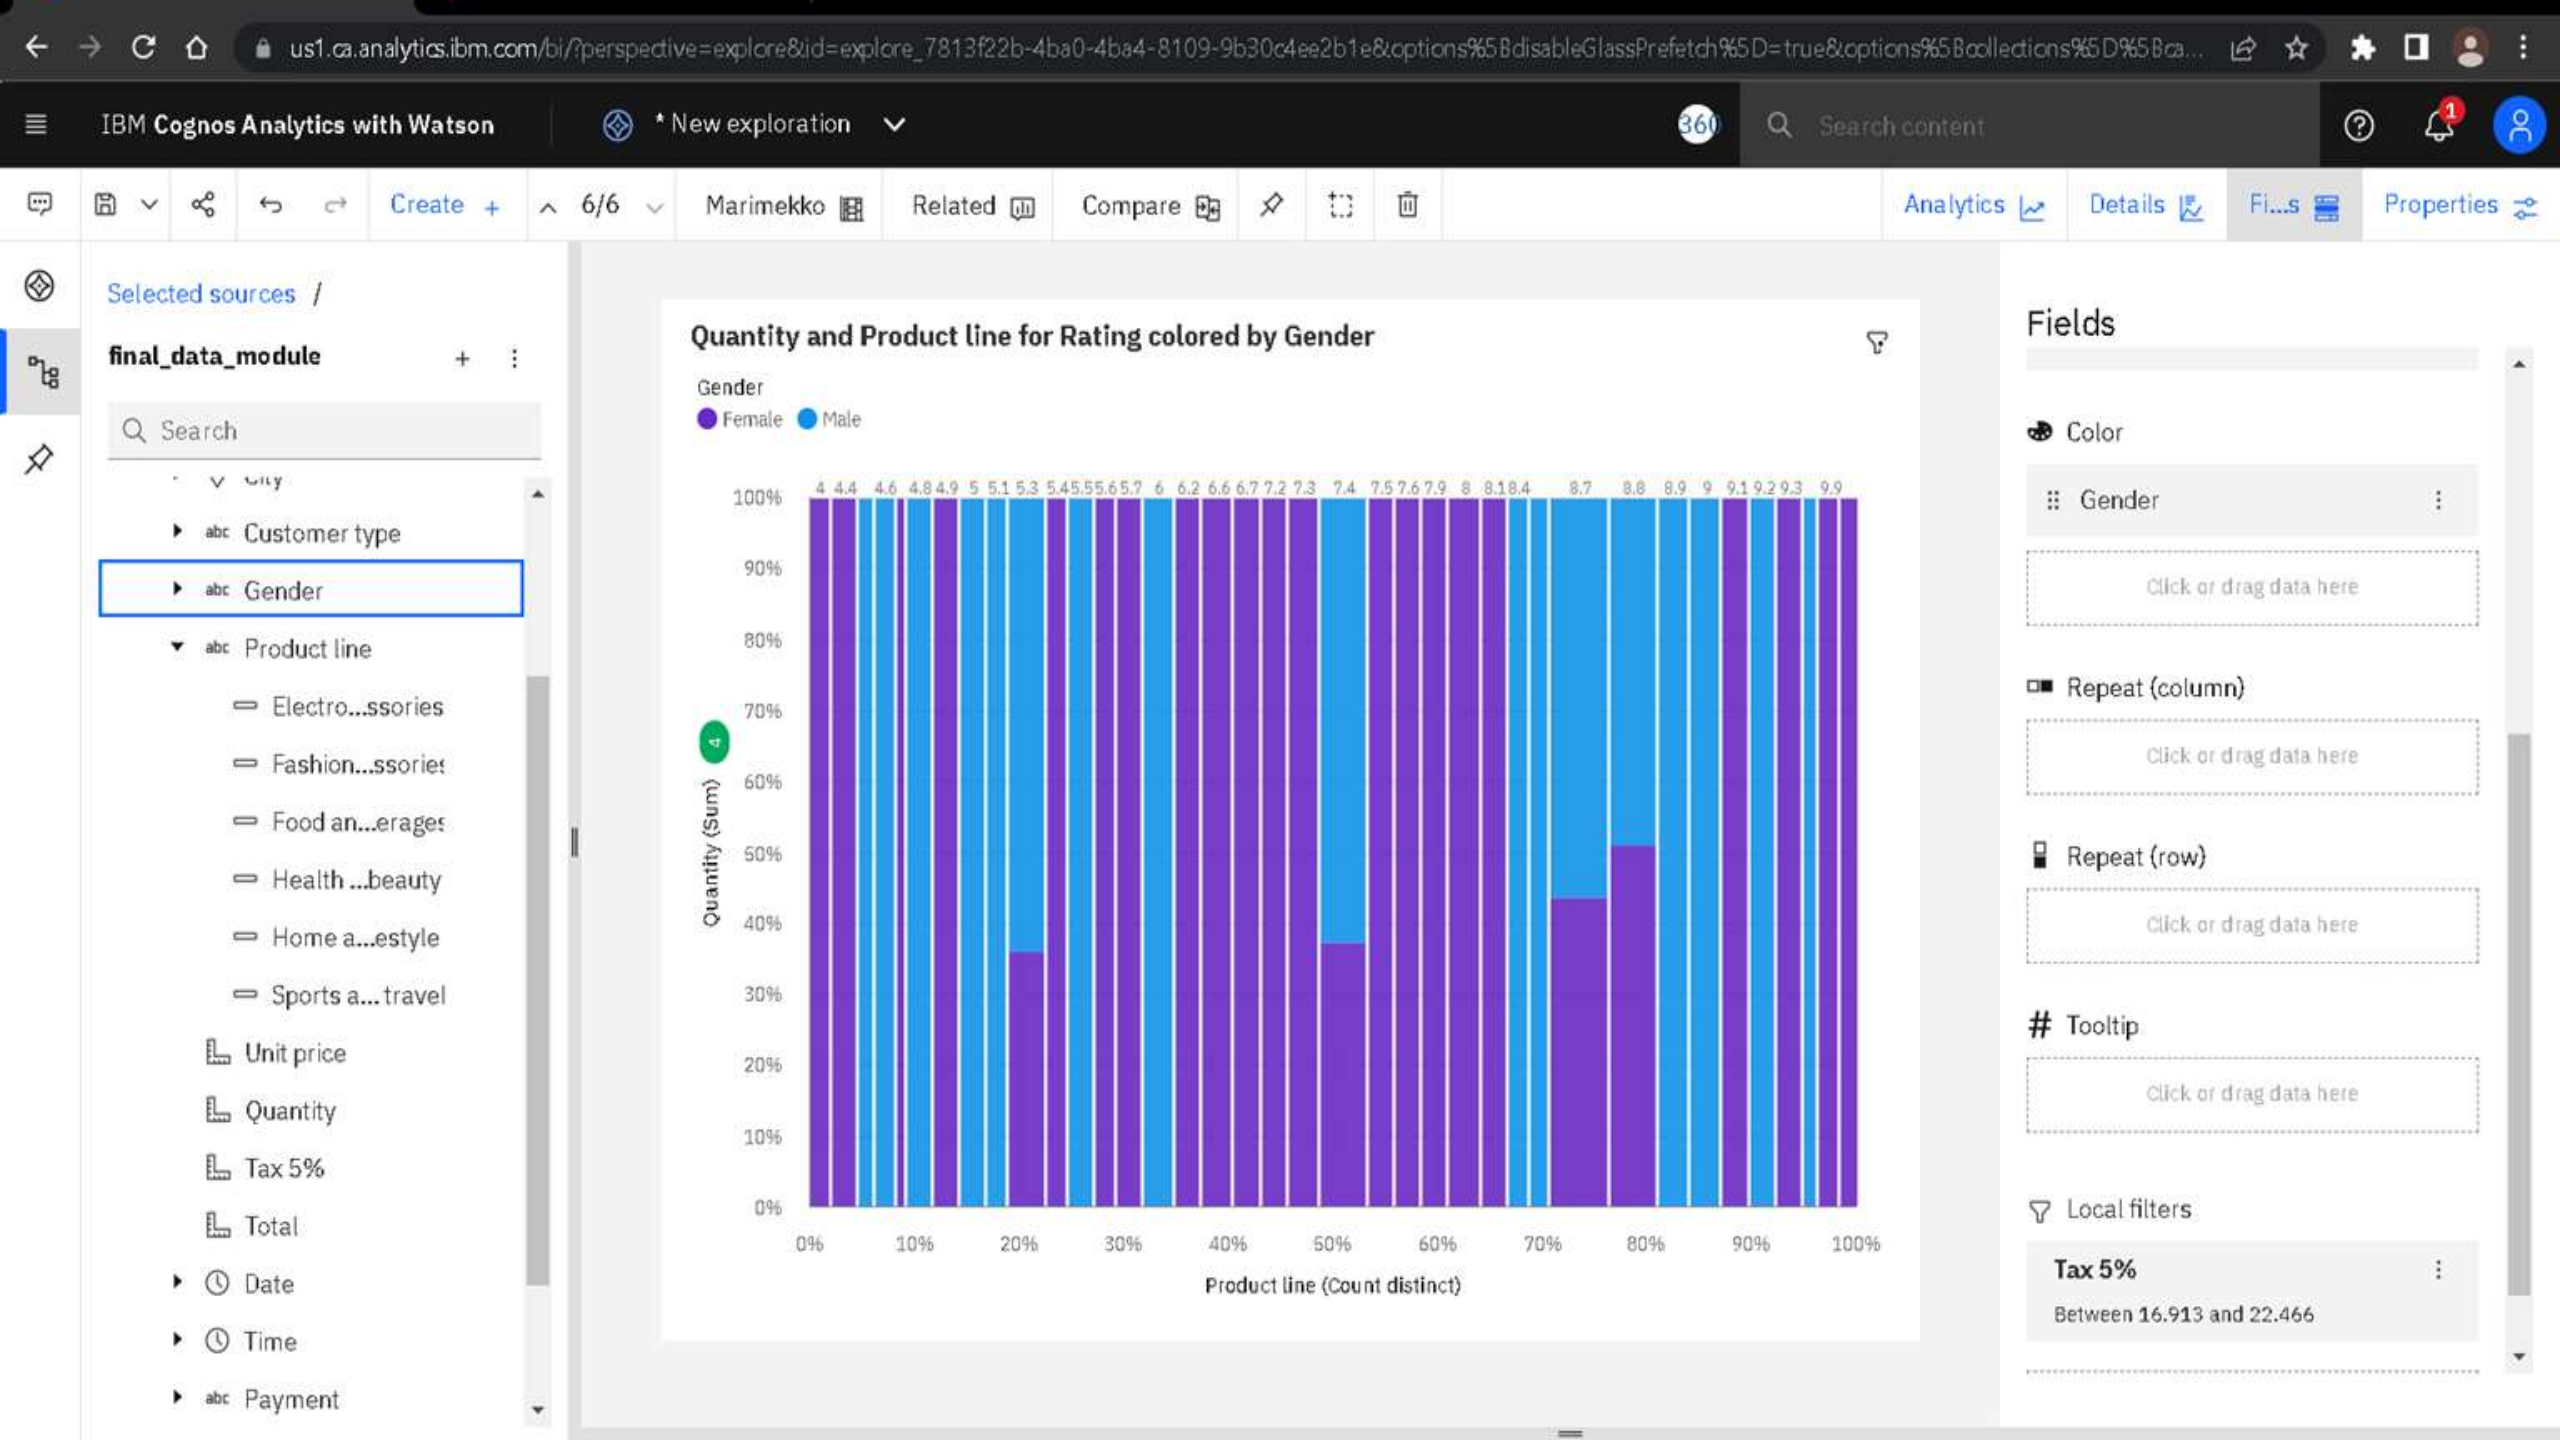 us1.ca.analytics.ibm.com/bi/?perspective=explore&id=explore_7813f22b-4ba0-4ba4-8109-9b30c4ee2b1e&options%5BdisableGlassPrefetch%5D=true&options%5Bcollections%5D%5Bca...
IBM Cognos Analytics with Watson
* New exploration
360
Search content
1
Create +
6/6
Marimekko
Related
Compare
Analytics
Details
Fi...s
Properties
Selected sources /
final_data_module
Search
City
abc Customer type
abc Gender
abc Product line
Electro...ssories
Fashion...ssories
Food an...erages
Health ...beauty
Home a...estyle
Sports a... travel
Unit price
Quantity
Tax 5%
Total
Date
Time
abc Payment
Quantity and Product line for Rating colored by Gender
Gender
Female Male
4 4.4 4.6 4.8 4.9 5 5.1 5.3 5.4 5.5 5.6 5.7 6 6.2 6.6 6.7 7.2 7.3 7.4 7.5 7.6 7.9 8 8.1 8.4 8.7 8.8 8.9 9 9.1 9.2 9.3 9.9
100%
90%
80%
70%
60%
50%
40%
30%
20%
10%
0%
Quantity (Sum)
4
0% 10% 20% 30% 40% 50% 60% 70% 80% 90% 100%
Product line (Count distinct)
Fields
Color
Gender
Click or drag data here
Repeat (column)
Click or drag data here
Repeat (row)
Click or drag data here
# Tooltip
Click or drag data here
Local filters
Tax 5%
Between 16.913 and 22.466